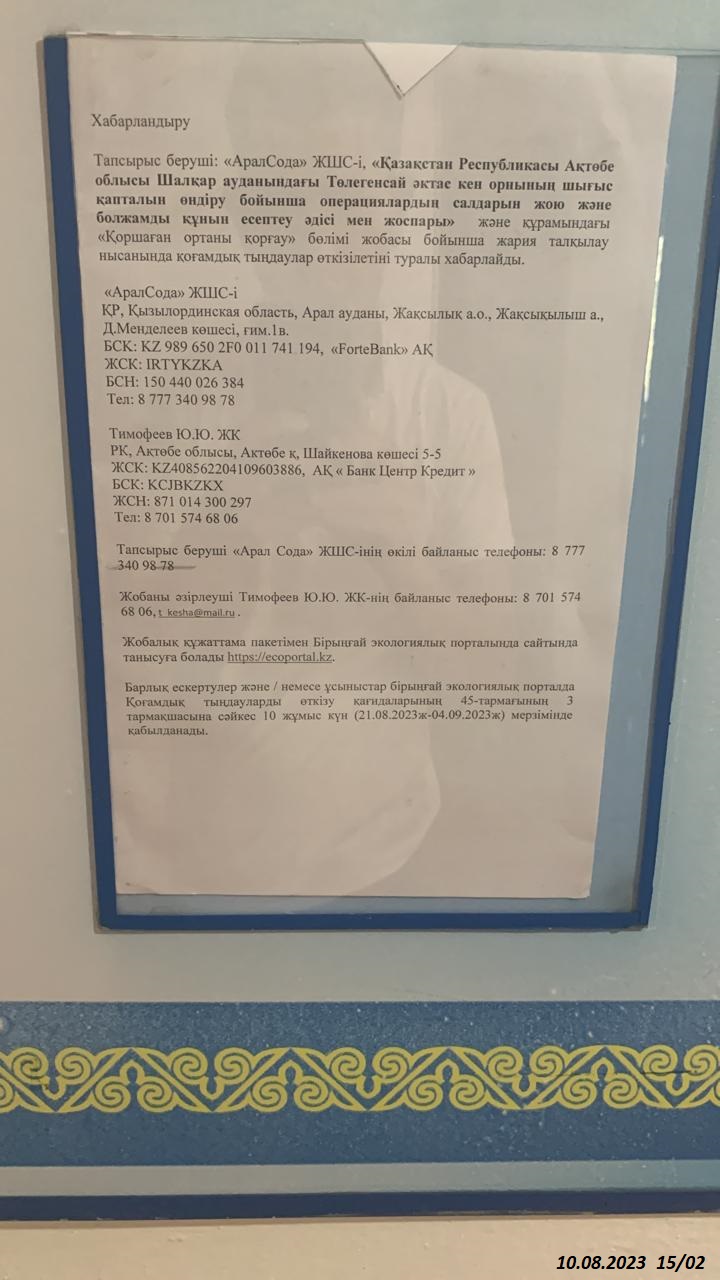 Хабарландыру
Тапсырыс беруші: «АралСода» ЖШС-і, «Қазақстан Республикасы Ақтөбе
облысы Шалқар ауданындағы Төлегенсай әктас кен орнының шығыс
қапталын өндіру бойынша операциялардың салдарын жою және
болжамды құнын есептеу әдісі мен жоспары» және құрамындағы
«Қоршаған ортаны қорғау» бөлімі жобасы бойынша жария талқылау
нысанында қоғамдық тыңдаулар өткізілетіні туралы хабарлайды.
«АралСода» ЖШС-і
ҚР, Қызылординская область, Арал ауданы, Жақсылық а.о., Жақсықылыш а.,
Д.Менделеев көшесі, ғим.1в.
БСК: KZ 989 650 2F0 011 741 194, «ForteBank» АҚ
ЖСК: IRTYKZKA
БСН: 150 440 026 384
Тел: 8 777 340 98 78
Тимофеев Ю.Ю. ЖК
РК, Ақтөбе облысы, Актөбе қ, Шайкенова көшесі 5-5
ЖСК: KZ408562204109603886, АҚ « Банк Центр Кредит »
БСК: KCJBKZKX
ЖСН: 871 014 300 297
Тел: 8 701 574 68 06
Тапсырыс беруші «Арал Сода» ЖШС-інің өкілі байланыс телефоны: 8 777
340 98 78
Жобаны әзірлеуші Тимофеев Ю.Ю. ЖК-нің байланыс телефоны: 8 701 574
68 06, t_kesha@mail.ru .
Жобалық құжаттама пакетімен Бірыңғай экологиялық порталында сайтында
танысуға болады https://ecoportal.kz.
Барлық ескертулер және / немесе ұсыныстар бірыңғай экологиялық порталда
Қоғамдық тыңдауларды өткізу қағидаларының 45-тармағының 3
тармақшасына сәйкес 10 жұмыс күн (21.08.2023ж-04.09.2023ж) мерзімінде
қабылданады.
10.08.2023 15/02